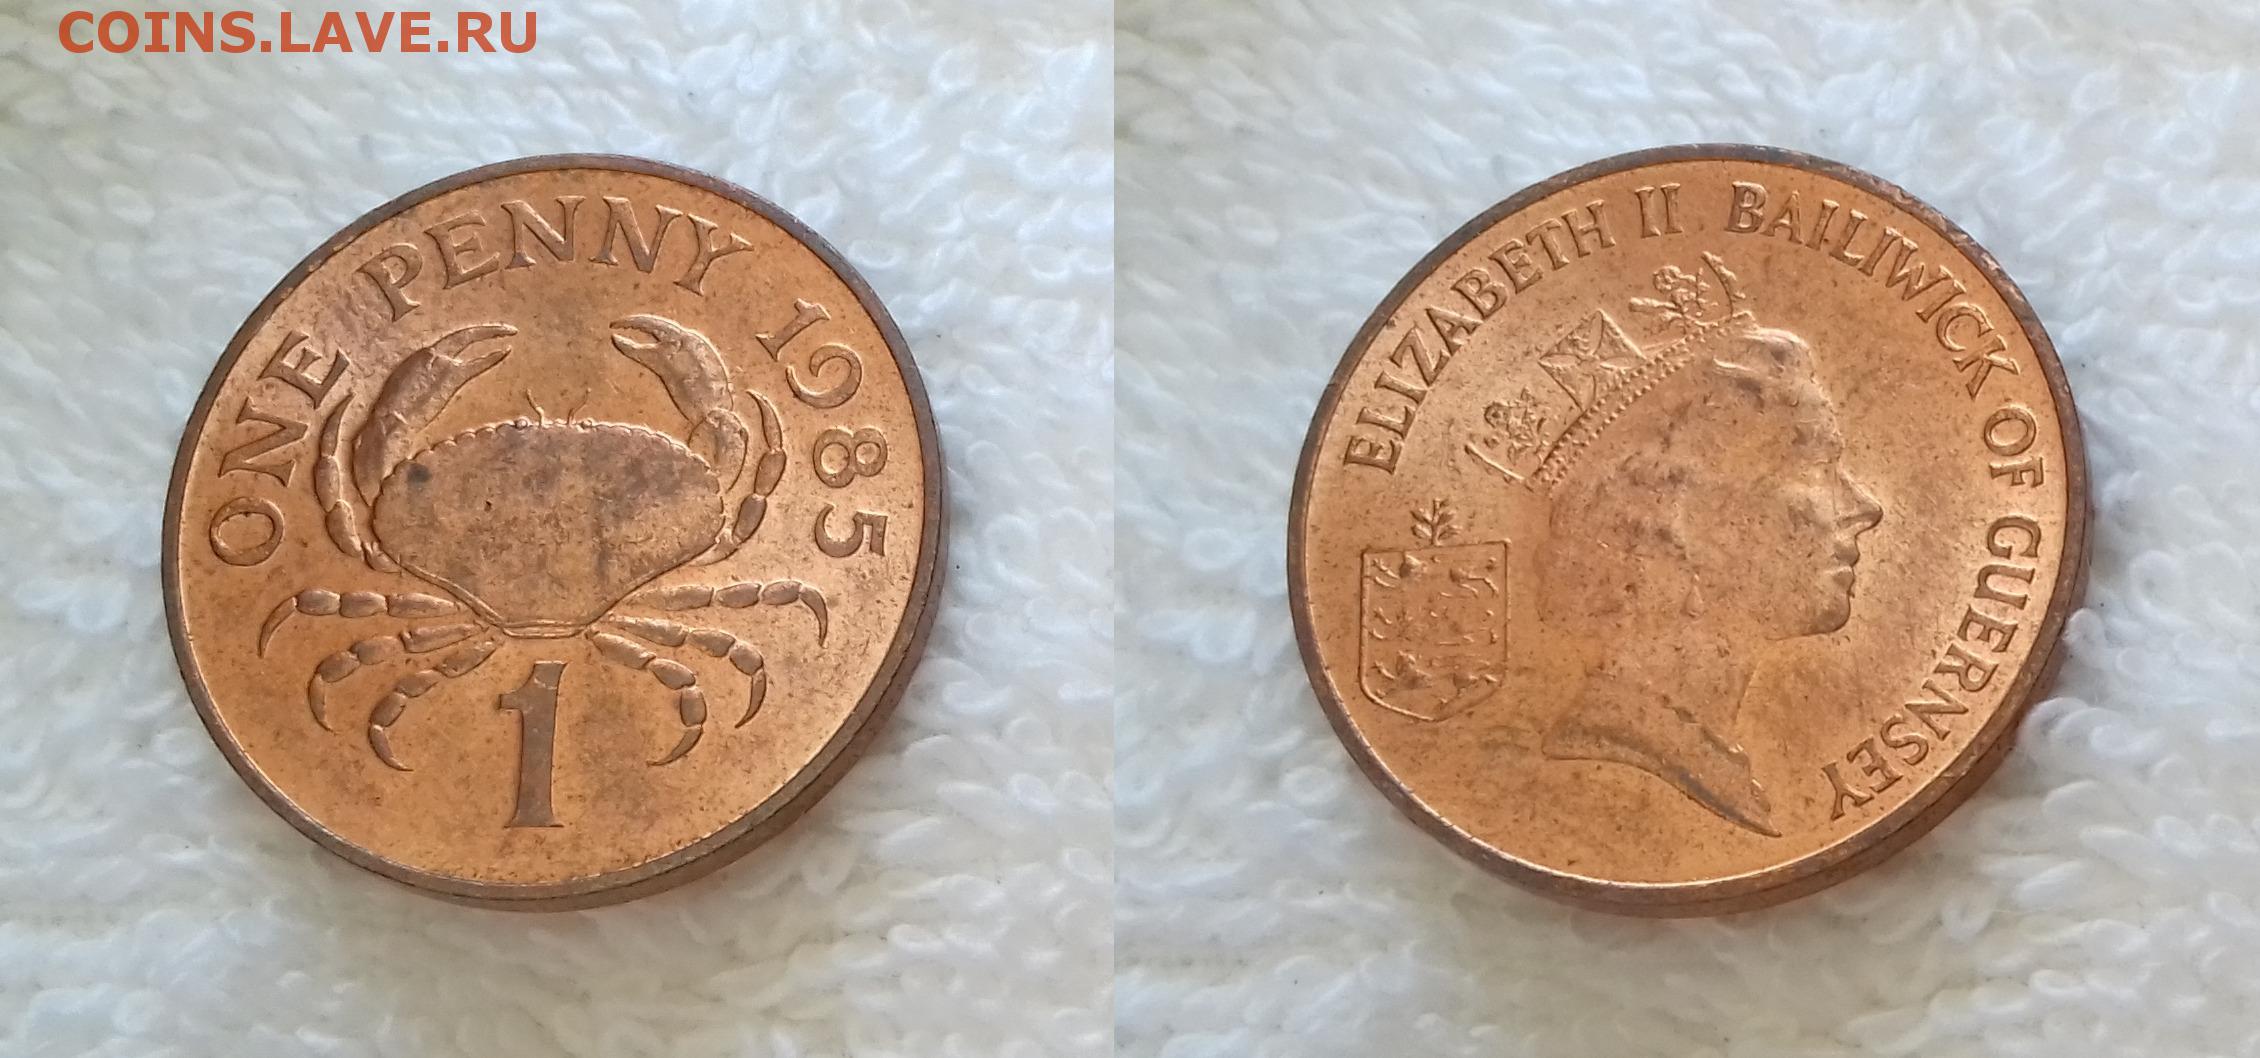 COINS.LAVE.RU
ONE PENNY 1985
1
ELIZABETH II BAILIWICK OF GUERNSEY